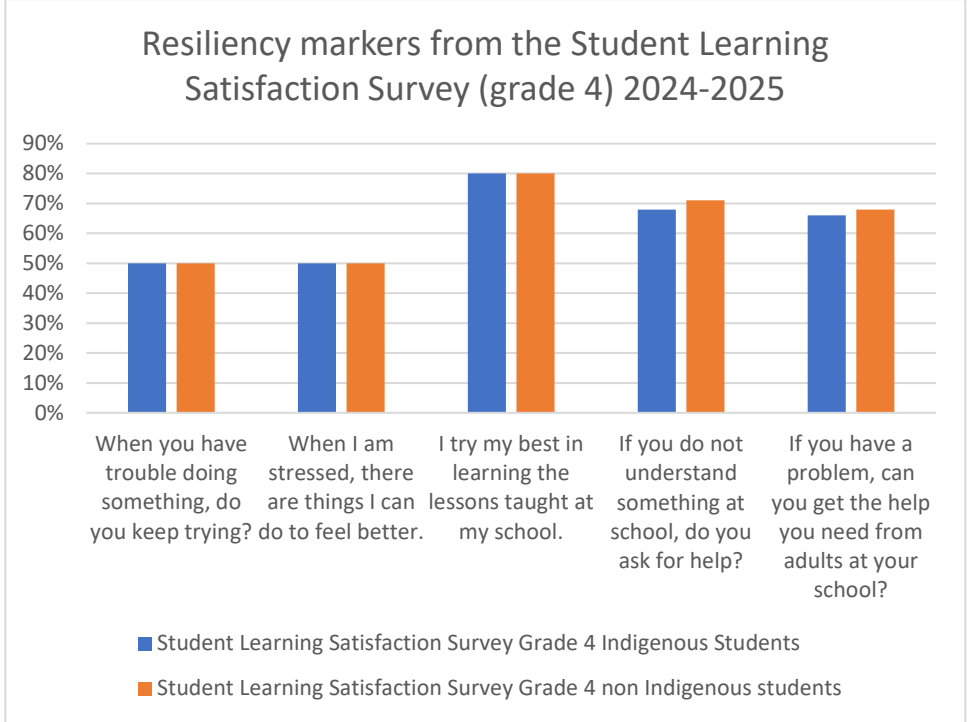 Resiliency markers from the Student Learning
Satisfaction Survey (grade 4) 2024-2025
90%
80%
70%
60%
50%
40%
30%
20%
10%
0%
When you have
trouble doing
something, do
you keep trying?
When I am
stressed, there
are things I can
do to feel better.
I try my best in
learning the
lessons taught at
my school.
If you do not
understand
something at
school, do you
ask for help?
If you have a
problem, can
you get the help
you need from
adults at your
school?
Student Learning Satisfaction Survey Grade 4 Indigenous Students
Student Learning Satisfaction Survey Grade 4 non Indigenous students